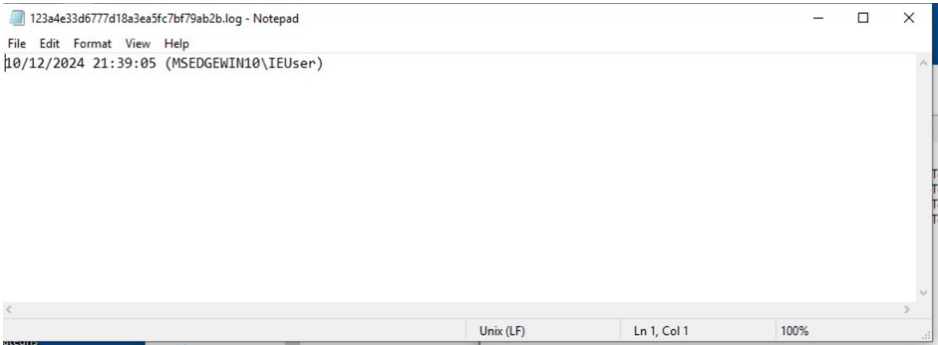 123a4e33d6777d18a3ea5fc7bf79ab2b.log - Notepad
File Edit Format View Help
10/12/2024 21:39:05 (MSEDGEWIN10\IEUser)
Unix (LF) Ln 1, Col 1 100%